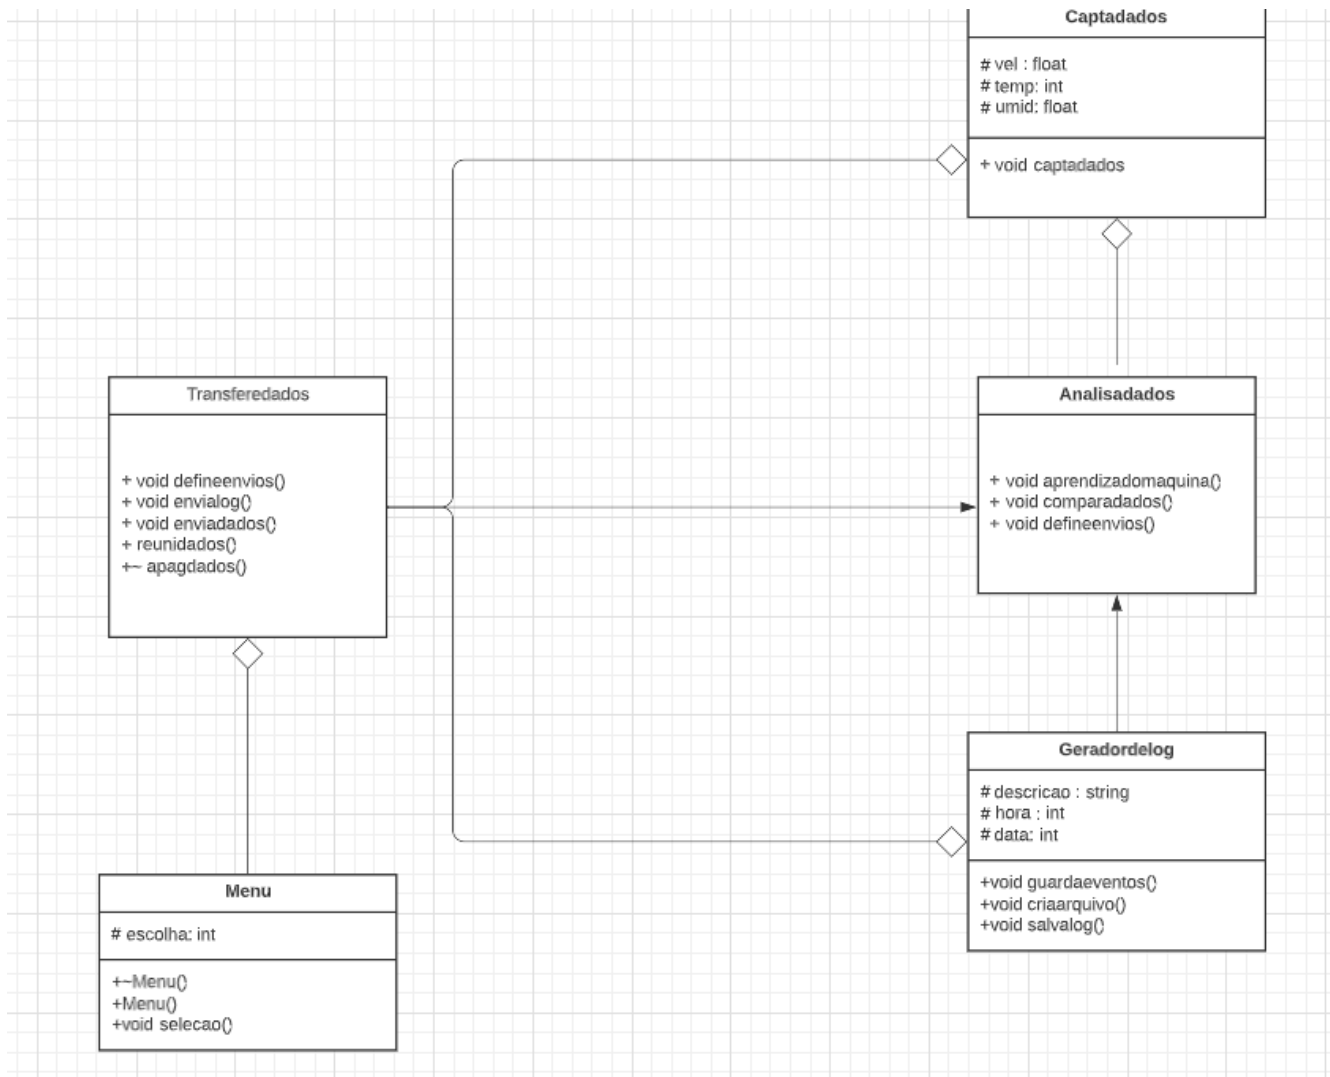 Captadados
# vel : float
# temp: int
# umid: float
+ void captadados
Transferedados
+ void defineenvios()
+ void envialog()
+ void enviadados()
+ reunidados()
+~ apagdados()
Analisadados
+ void aprendizadomaquina()
+ void comparadados()
+ void defineenvios()
Geradordelog
# descricao : string
# hora : int
# data: int
+void guardaeventos()
+void criaarquivo()
+void salvalog()
Menu
# escolha: int
+~Menu()
+Menu()
+void selecao()